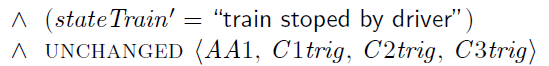 ∧ (stateTrain′ = “train stoped by driver”)
∧ UNCHANGED ⟨AA1, C1trig, C2trig, C3trig⟩